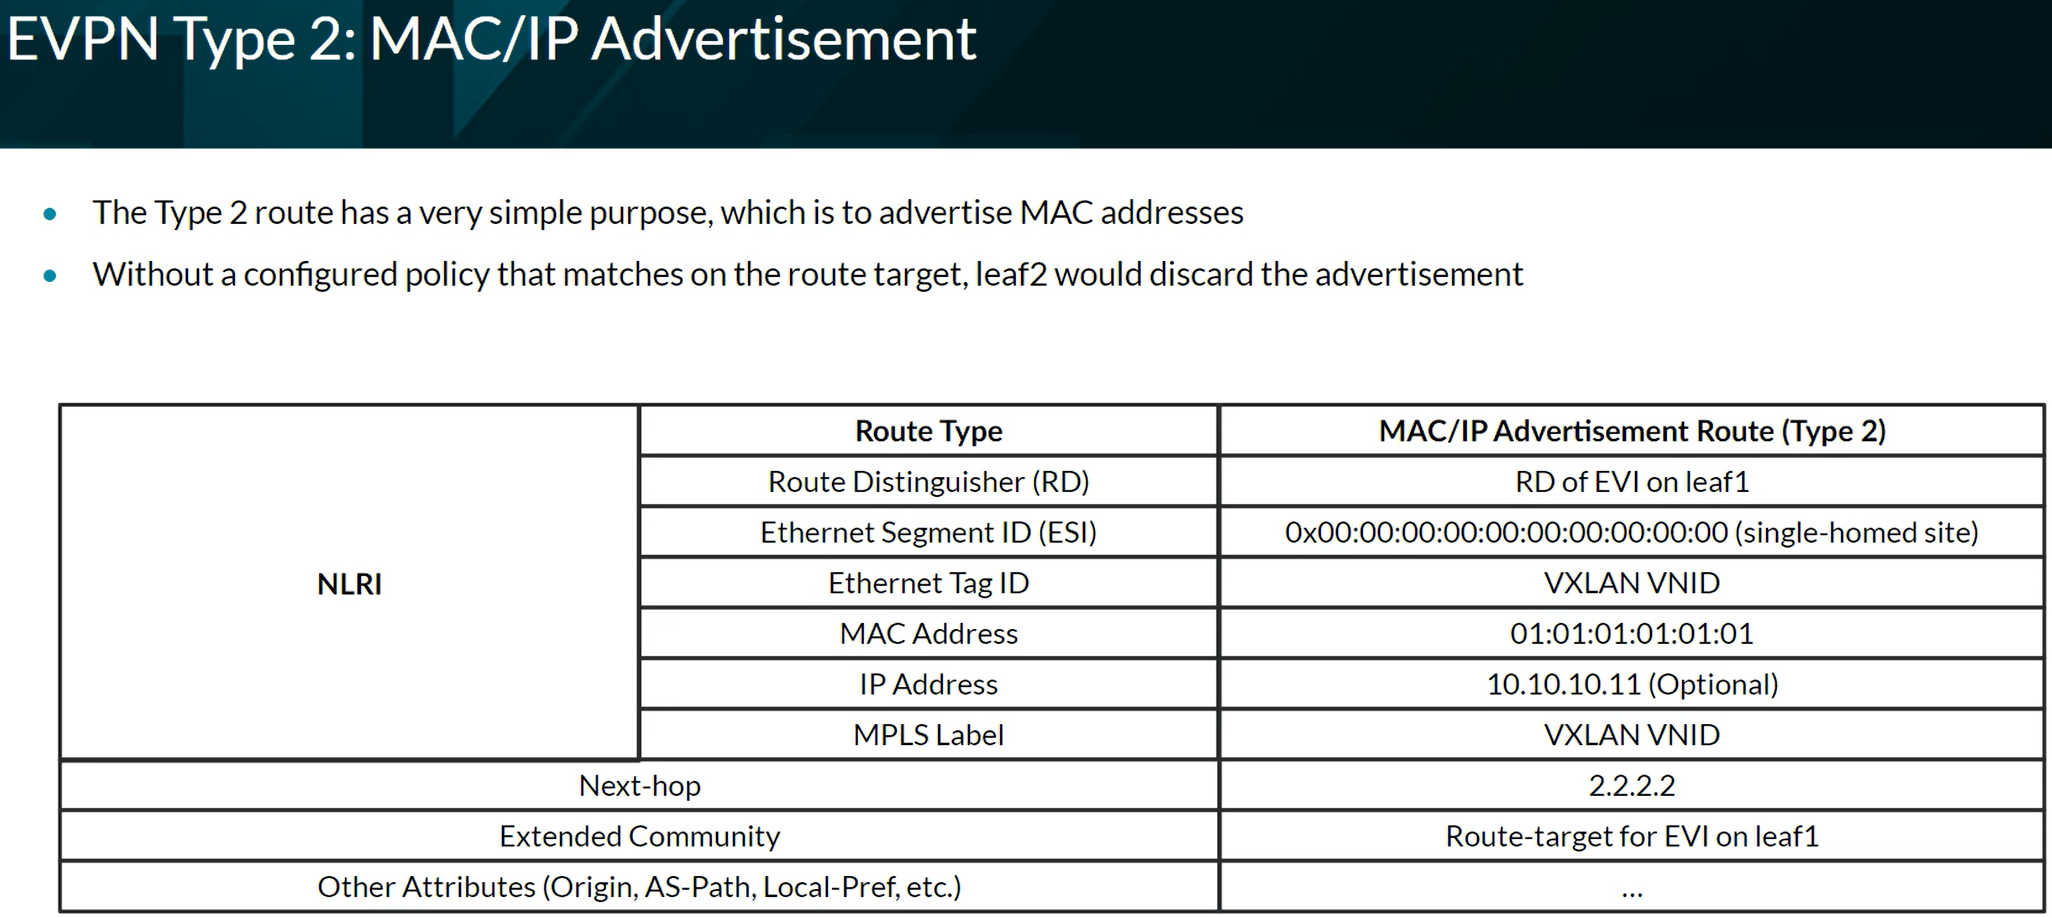 EVPN Type 2: MAC/IP Advertisement
• The Type 2 route has a very simple purpose, which is to advertise MAC addresses
• Without a configured policy that matches on the route target, leaf2 would discard the advertisement
NLRI
Route Type MAC/IP Advertisement Route (Type 2)
Route Distinguisher (RD) RD of EVI on leaf1
Ethernet Segment ID (ESI) 0x00:00:00:00:00:00:00:00:00:00 (single-homed site)
Ethernet Tag ID VXLAN VNID
MAC Address 01:01:01:01:01:01
IP Address 10.10.10.11 (Optional)
MPLS Label VXLAN VNID
Next-hop 2.2.2.2
Extended Community Route-target for EVI on leaf1
Other Attributes (Origin, AS-Path, Local-Pref, etc.) ...